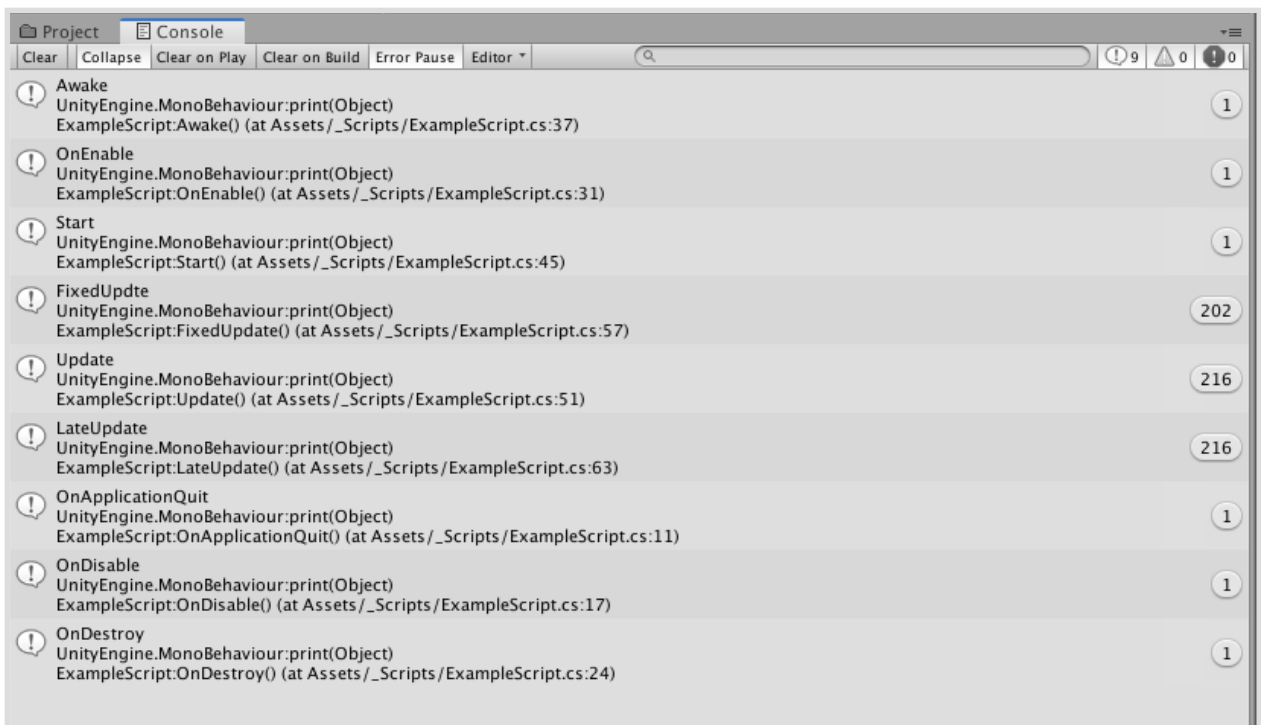 Project Console
Clear Collapse Clear on Play Clear on Build Error Pause Editor 9 0 0
Awake
UnityEngine.MonoBehaviour:print(Object)
ExampleScript:Awake() (at Assets/_Scripts/ExampleScript.cs:37)
1
OnEnable
UnityEngine.MonoBehaviour:print(Object)
ExampleScript:OnEnable() (at Assets/_Scripts/ExampleScript.cs:31)
1
Start
UnityEngine.MonoBehaviour:print(Object)
ExampleScript:Start() (at Assets/_Scripts/ExampleScript.cs:45)
1
FixedUpdte
UnityEngine.MonoBehaviour:print(Object)
ExampleScript:FixedUpdate() (at Assets/_Scripts/ExampleScript.cs:57)
202
Update
UnityEngine.MonoBehaviour:print(Object)
ExampleScript:Update() (at Assets/_Scripts/ExampleScript.cs:51)
216
LateUpdate
UnityEngine.MonoBehaviour:print(Object)
ExampleScript:LateUpdate() (at Assets/_Scripts/ExampleScript.cs:63)
216
OnApplicationQuit
UnityEngine.MonoBehaviour:print(Object)
ExampleScript:OnApplicationQuit() (at Assets/_Scripts/ExampleScript.cs:11)
1
OnDisable
UnityEngine.MonoBehaviour:print(Object)
ExampleScript:OnDisable() (at Assets/_Scripts/ExampleScript.cs:17)
1
OnDestroy
UnityEngine.MonoBehaviour:print(Object)
ExampleScript:OnDestroy() (at Assets/_Scripts/ExampleScript.cs:24)
1